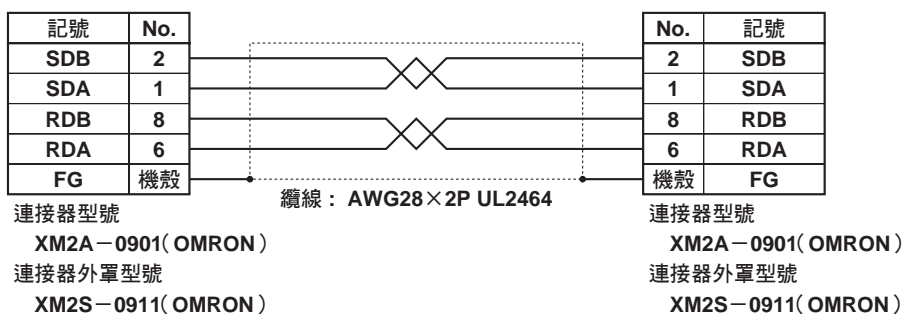 記號 No. No. 記號
SDB 2 2 SDB
SDA 1 1 SDA
RDB 8 8 RDB
RDA 6 6 RDA
FG 機殼 機殼 FG
纜線：AWG28×2P UL2464
連接器型號 連接器型號
XM2A－0901（OMRON） XM2A－0901（OMRON）
連接器外罩型號 連接器外罩型號
XM2S－0911（OMRON） XM2S－0911（OMRON）